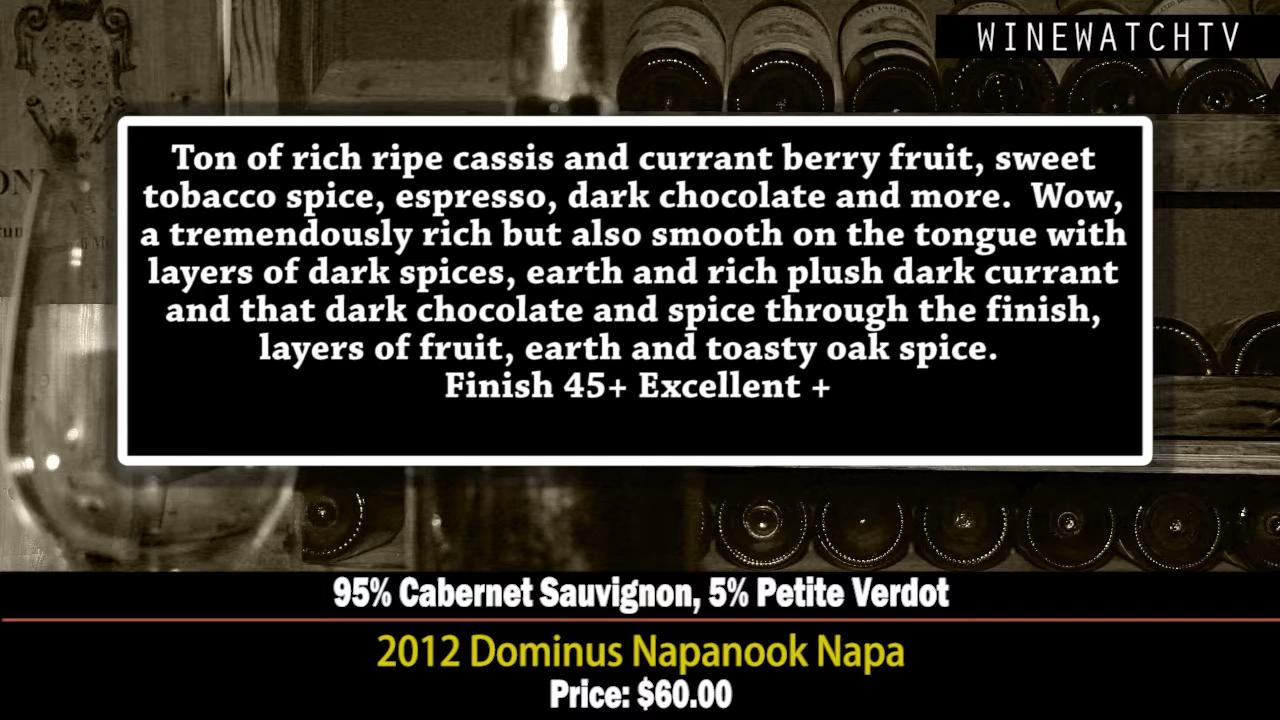 WINEWATCHTV
Ton of rich ripe cassis and currant berry fruit, sweet
tobacco spice, espresso, dark chocolate and more.  Wow,
a tremendously rich but also smooth on the tongue with
layers of dark spices, earth and rich plush dark currant
and that dark chocolate and spice through the finish,
layers of fruit, earth and toasty oak spice.
Finish 45+ Excellent +
95% Cabernet Sauvignon, 5% Petite Verdot
2012 Dominus Napanook Napa
Price: $60.00